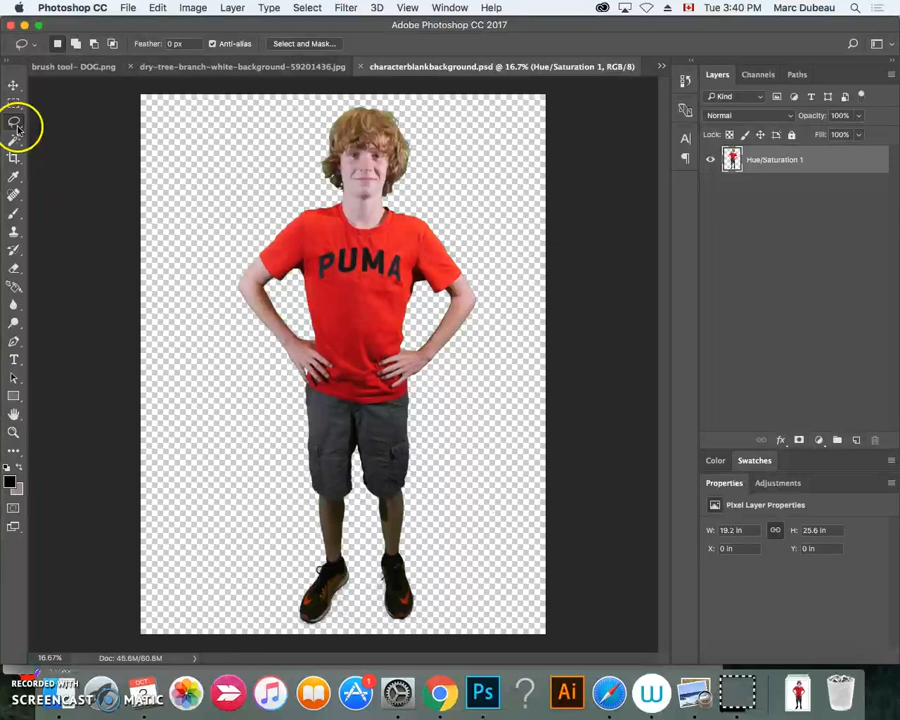 Photoshop CC File Edit Image Layer Type Select Filter 3D View Window Help Tue 3:40 PM Marc Dubeau
Adobe Photoshop CC 2017
Feather: 0 px Anti-alias Select and Mask...
brush tool- DOG.png dry-tree-branch-white-background-59201436.jpg characterblankbackground.psd @ 16.7% (Hue/Saturation 1, RGB/8)
Layers Channels Paths
Kind
Normal Opacity: 100%
Lock: Fill: 100%
Hue/Saturation 1
PUMA
Color Swatches
Properties Adjustments
Pixel Layer Properties
W: 19.2 in H: 25.6 in
X: 0 in Y: 0 in
16.67% Doc: 45.6M/60.8M
RECORDED WITH
SCREENCAST MATIC
OCT
1
Ps
Ai
W